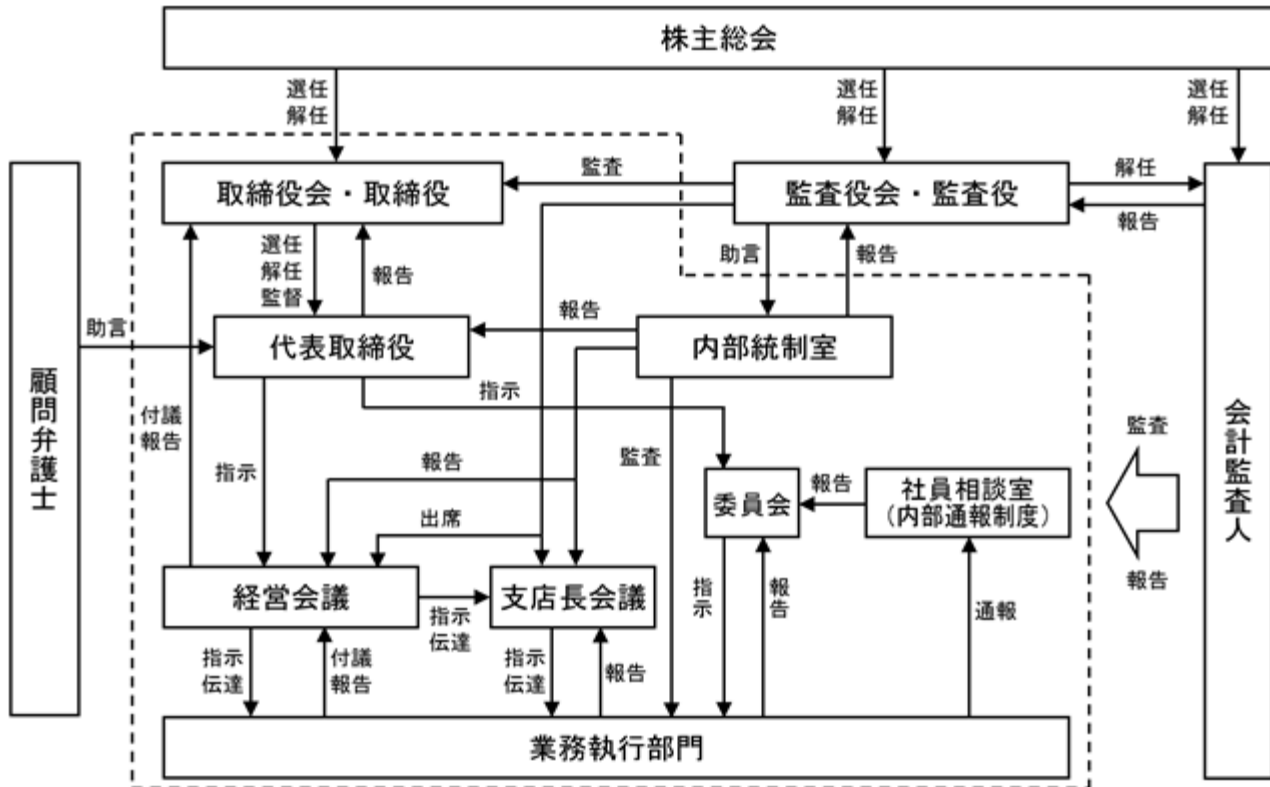 株主総会
選任
解任
選任
解任
選任
解任
取締役会・取締役
監査
監査役会・監査役
解任
報告
選任
解任
監督
報告
助言
報告
助言
代表取締役
報告
内部統制室
顧問弁護士
会計監査人
付議
報告
指示
指示
報告
監査
監査
報告
出席
委員会
報告
社員相談室
（内部通報制度）
経営会議
指示
伝達
支店長会議
指示
報告
通報
指示
伝達
付議
報告
指示
伝達
報告
業務執行部門